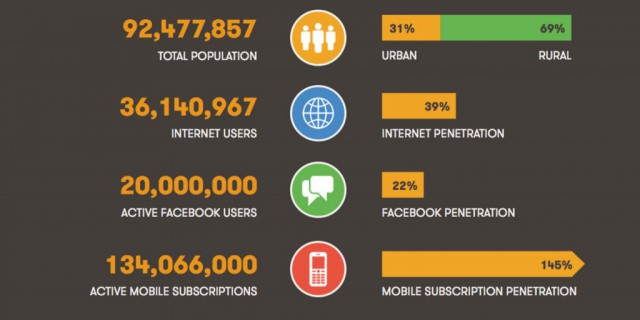 92,477,857
TOTAL POPULATION
31% 69%
URBAN RURAL
36,140,967
INTERNET USERS
39%
INTERNET PENETRATION
20,000,000
ACTIVE FACEBOOK USERS
22%
FACEBOOK PENETRATION
134,066,000
ACTIVE MOBILE SUBSCRIPTIONS
145%
MOBILE SUBSCRIPTION PENETRATION